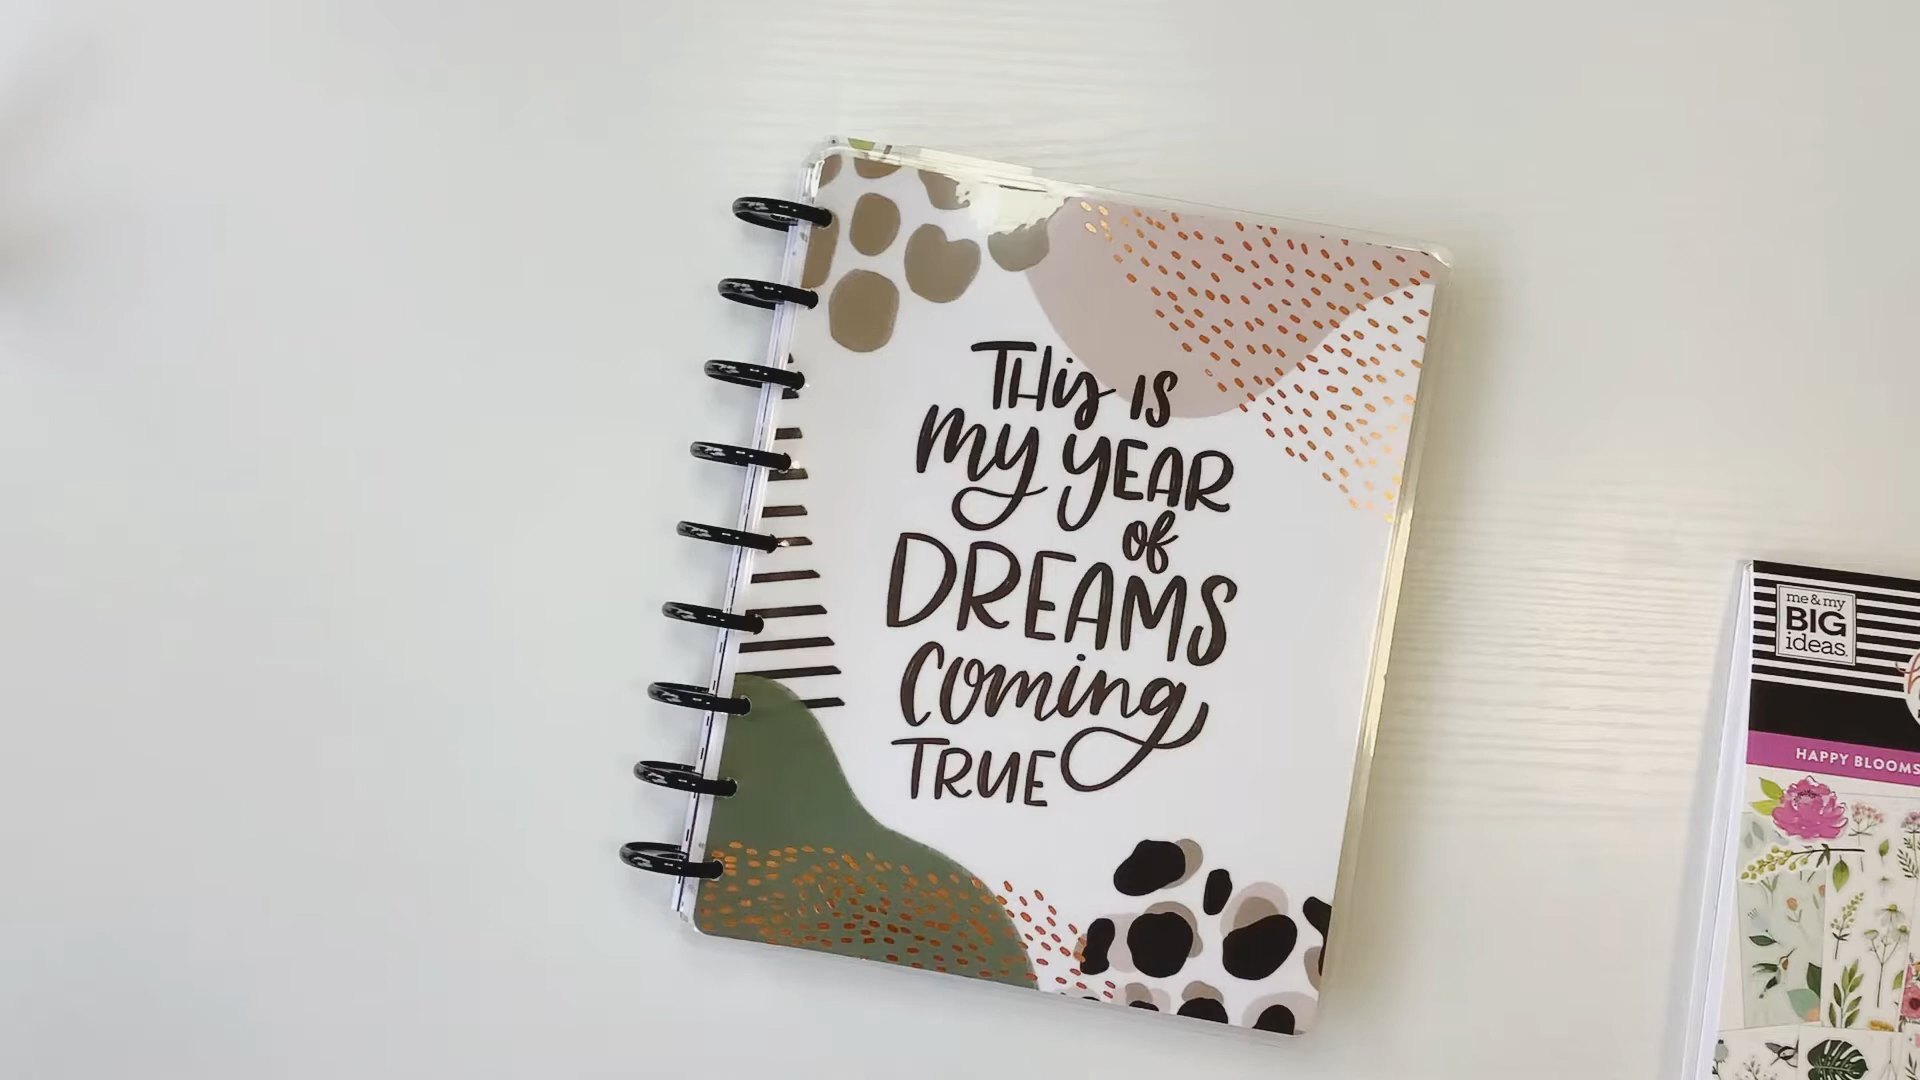 THis IS
my YEAR
of
DREAMS
Coming
TRUE
me & my
BIG
ideas.
HAPPY BLOOMS